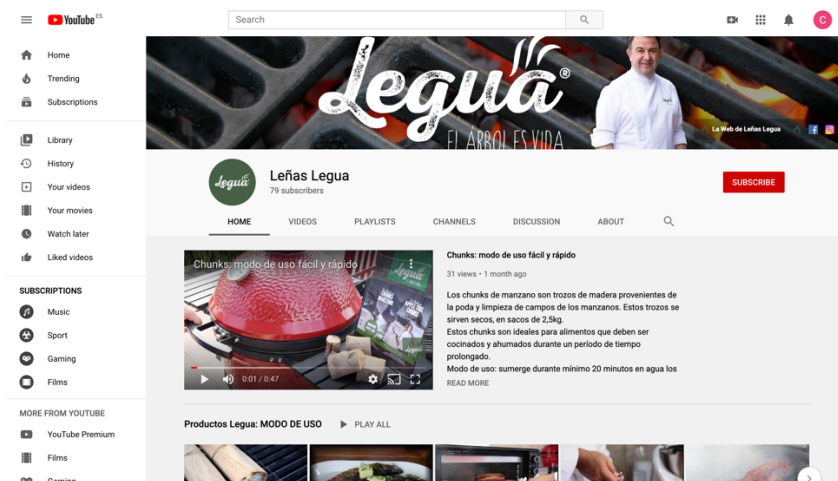 YouTube ES
Search
C
Home
Trending
Subscriptions
Library
History
Your videos
Your movies
Watch later
Liked videos
SUBSCRIPTIONS
Music
Sport
Gaming
Films
MORE FROM YOUTUBE
YouTube Premium
Films
Gaming
Legua®
EL ÁRBOL ES VIDA
La Web de Leñas Legua
Legua
Leñas Legua
79 subscribers
SUBSCRIBE
HOME VIDEOS PLAYLISTS CHANNELS DISCUSSION ABOUT
Chunks: modo de uso fácil y rápido
Legua
0:01 / 0:47
Chunks: modo de uso fácil y rápido
31 views • 1 month ago
Los chunks de manzano son trozos de madera provenientes de
la poda y limpieza de campos de los manzanos. Estos trozos se
sirven secos, en sacos de 2,5kg.
Estos chunks son ideales para alimentos que deben ser
cocinados y ahumados durante un período de tiempo
prolongado.
Modo de uso: sumerge durante mínimo 20 minutos en agua los
READ MORE
Productos Legua: MODO DE USO PLAY ALL